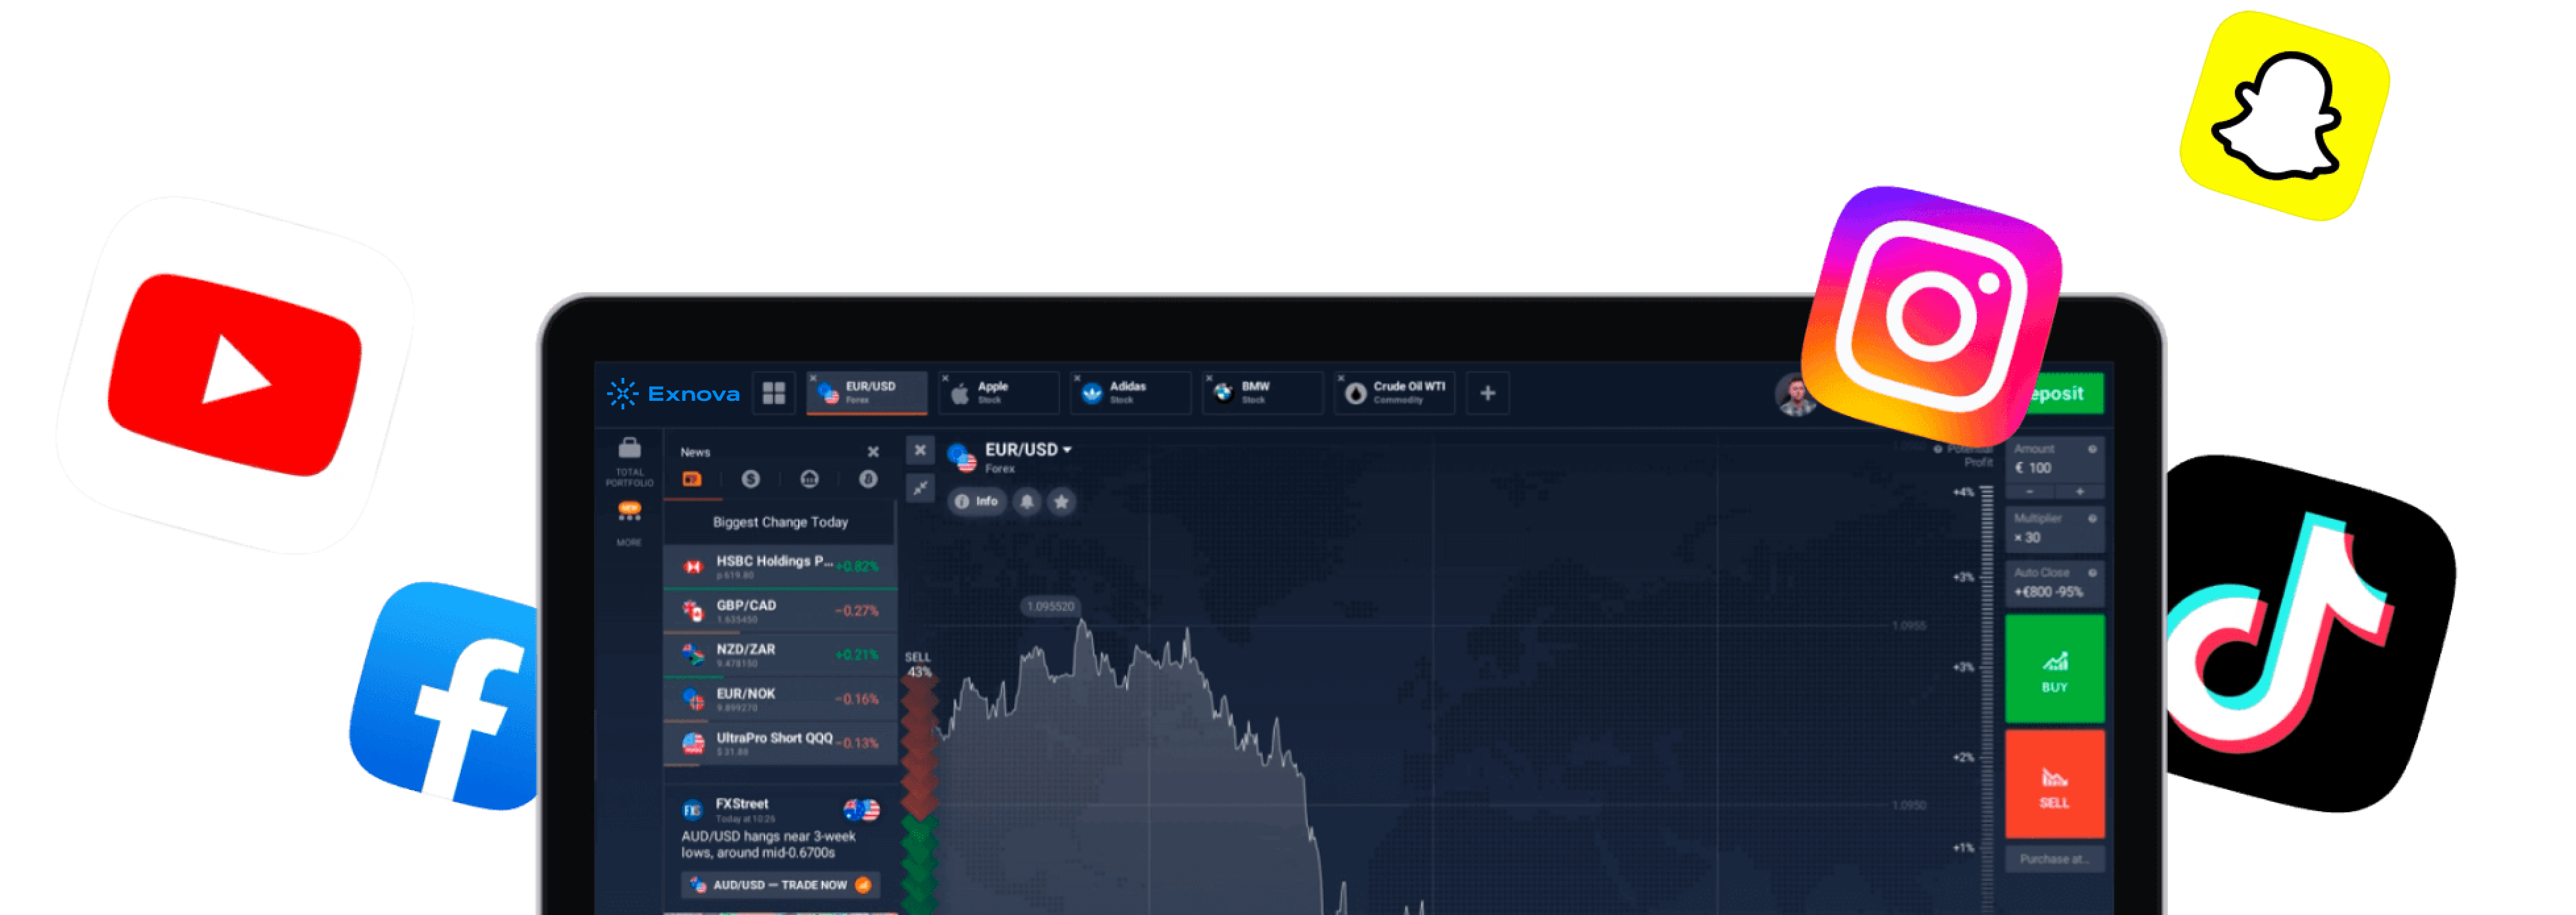 Exnova
EUR/USD
Forex
Apple
Stock
Adidas
Stock
BMW
Stock
Crude Oil WTI
Commodity
eposit
TOTAL
PORTFOLIO
NEW
MORE
News
Biggest Change Today
HSBC Holdings P... +0.82%
p 619.80
GBP/CAD -0.27%
1.635450
NZD/ZAR +0.21%
9.478150
EUR/NOK -0.16%
9.899270
UltraPro Short QQQ -0.13%
$ 31.88
FXS
FXStreet
Today at 10:26
AUD/USD hangs near 3-week
lows, around mid-0.6700s
AUD/USD — TRADE NOW
SELL
43%
EUR/USD
Forex
Info
1.095520
1.0955
1.0950
Potential
Profit
+4%
+3%
+3%
+2%
+1%
Amount
€ 100
- +
Multiplier
× 30
Auto Close
+€800 -95%
BUY
SELL
Purchase at...